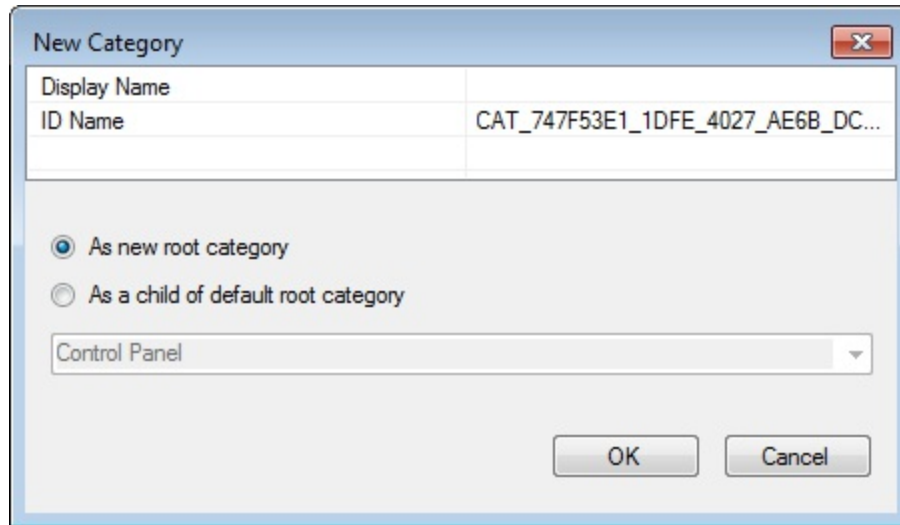 New Category
Display Name
ID Name CAT_747F53E1_1DFE_4027_AE6B_DC...
As new root category
As a child of default root category
Control Panel
OK Cancel